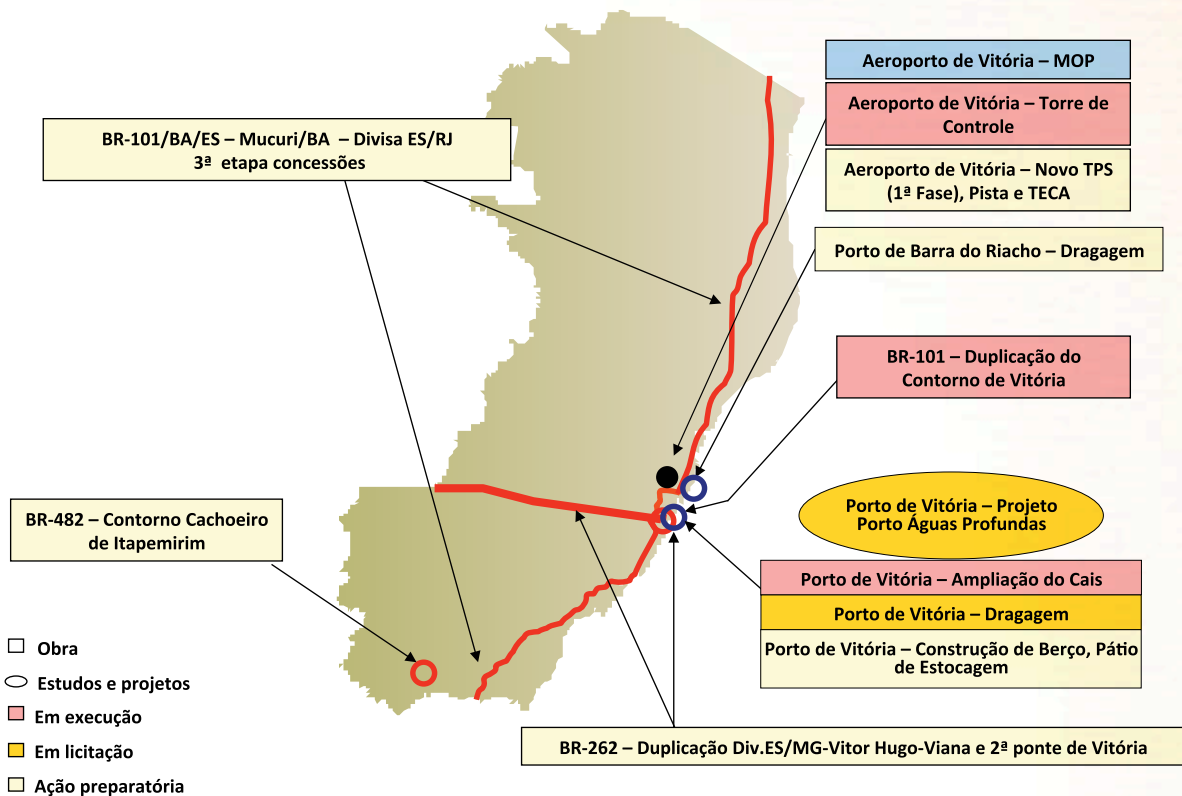 Aeroporto de Vitória – MOP
Aeroporto de Vitória – Torre de
Controle
Aeroporto de Vitória – Novo TPS
(1ª Fase), Pista e TECA
BR-101/BA/ES – Mucuri/BA – Divisa ES/RJ
3ª etapa concessões
Porto de Barra do Riacho – Dragagem
BR-101 – Duplicação do
Contorno de Vitória
Porto de Vitória – Projeto
Porto Águas Profundas
BR-482 – Contorno Cachoeiro
de Itapemirim
Porto de Vitória – Ampliação do Cais
Porto de Vitória – Dragagem
Porto de Vitória – Construção de Berço, Pátio
de Estocagem
BR-262 – Duplicação Div.ES/MG-Vitor Hugo-Viana e 2ª ponte de Vitória
Obra
Estudos e projetos
Em execução
Em licitação
Ação preparatória